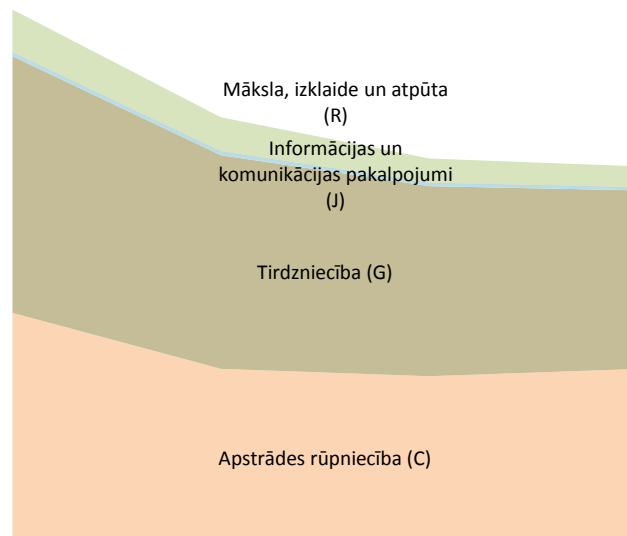 Māksla, izklaide un atpūta
(R)
Informācijas un
komunikācijas pakalpojumi
(J)
Tirdzniecība (G)
Apstrādes rūpniecība (C)